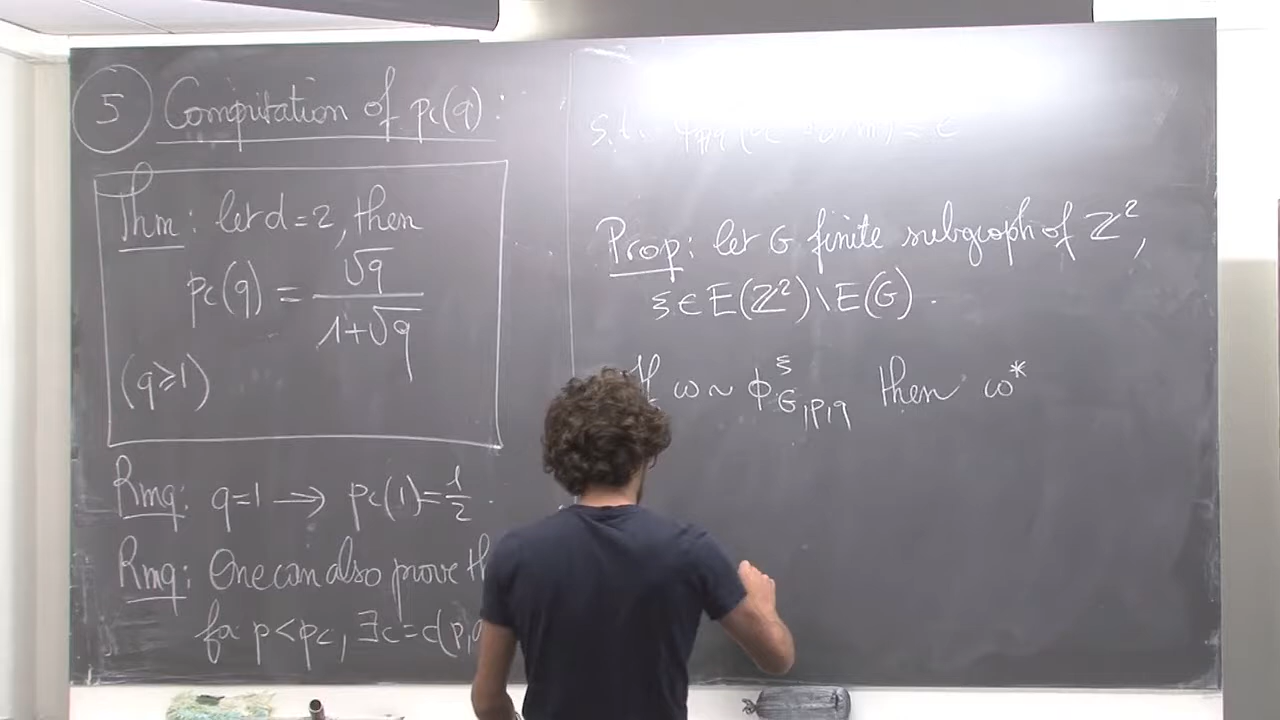 5 Computation of pc(q):
Thm: let d=2, then
pc(q) = √q / 1+√q
(q≥1)
Rmq: q=1 → pc(1)=1/2.
Rmq: One can also prove th
for p<pc, ∃c=c(p,q
s.t.
Prop: let G finite subgraph of ℤ²,
ξ∈E(ℤ²)\E(G).
If ω ~ ϕ^ξ_{G,p,q} then ω*